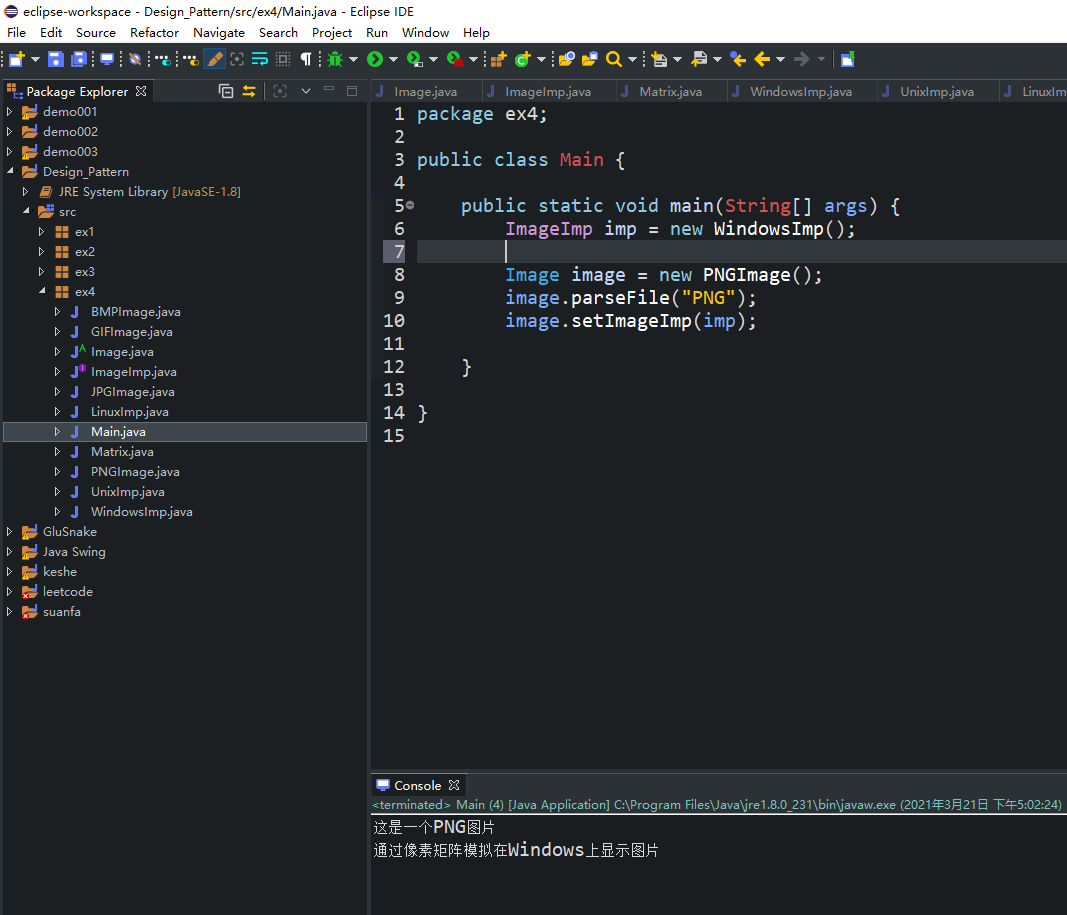 eclipse-workspace - Design_Pattern/src/ex4/Main.java - Eclipse IDE
File Edit Source Refactor Navigate Search Project Run Window Help
Package Explorer
demo001
demo002
demo003
Design_Pattern
JRE System Library [JavaSE-1.8]
src
ex1
ex2
ex3
ex4
BMPImage.java
GIFImage.java
Image.java
ImageImp.java
JPGImage.java
LinuxImp.java
Main.java
Matrix.java
PNGImage.java
UnixImp.java
WindowsImp.java
GluSnake
Java Swing
keshe
leetcode
suanfa
Image.java ImageImp.java Matrix.java WindowsImp.java UnixImp.java LinuxIm
1 package ex4;
2
3 public class Main {
4
5 public static void main(String[] args) {
6 ImageImp imp = new WindowsImp();
7
8 Image image = new PNGImage();
9 image.parseFile("PNG");
10 image.setImageImp(imp);
11
12 }
13
14 }
15
Console
<terminated> Main (4) [Java Application] C:\Program Files\Java\jre1.8.0_231\bin\javaw.exe (2021年3月21日 下午5:02:24)
这是一个PNG图片
通过像素矩阵模拟在Windows上显示图片